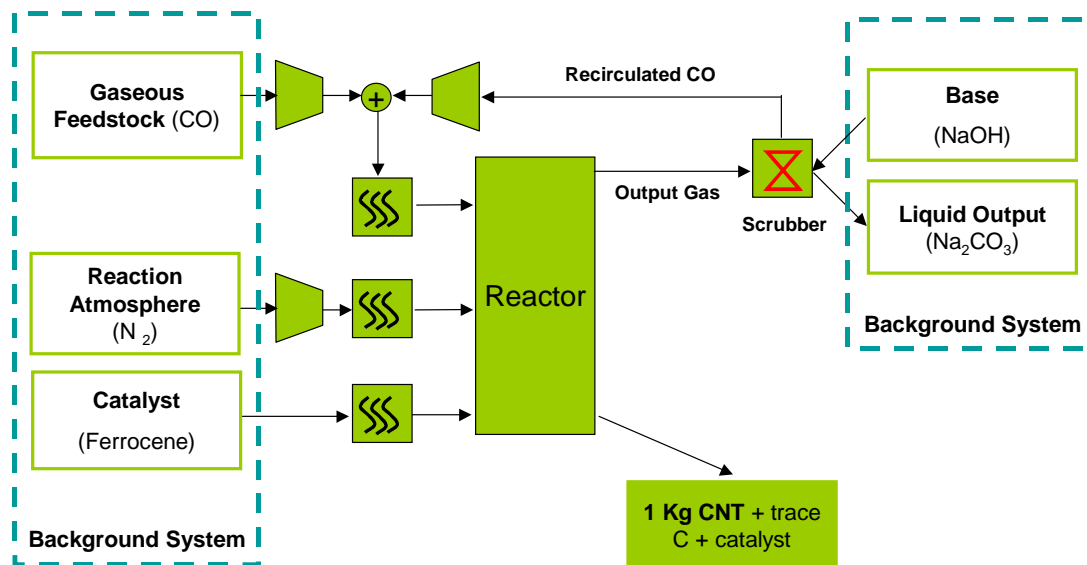 Gaseous
Feedstock (CO)
+
Recirculated CO
Base
(NaOH)
Output Gas
Scrubber
Liquid Output
(Na₂CO₃)
Background System
Reaction
Atmosphere
(N ₂)
Reactor
Catalyst
(Ferrocene)
Background System
1 Kg CNT + trace
C + catalyst